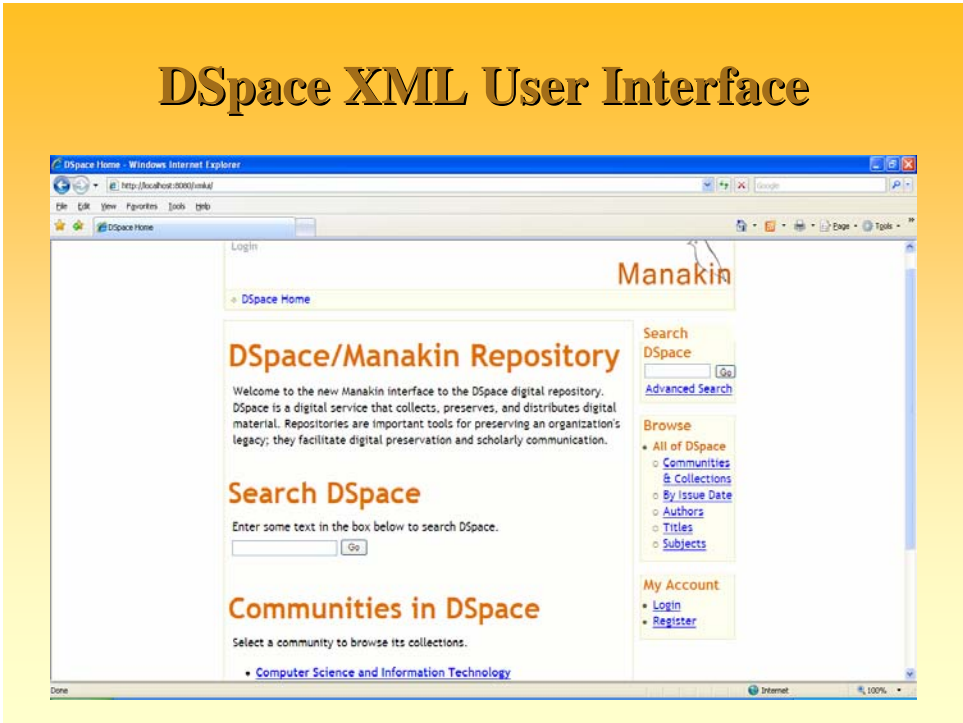 DSpace XML User Interface
DSpace Home - Windows Internet Explorer
http://localhost:8080/xmlui/
Google
File Edit View Favorites Tools Help
DSpace Home
Page
Tools
Login
Manakin
DSpace Home
DSpace/Manakin Repository
Welcome to the new Manakin interface to the DSpace digital repository.
DSpace is a digital service that collects, preserves, and distributes digital
material. Repositories are important tools for preserving an organization's
legacy; they facilitate digital preservation and scholarly communication.
Search DSpace
Enter some text in the box below to search DSpace.
Go
Communities in DSpace
Select a community to browse its collections.
• Computer Science and Information Technology
Search
DSpace
Go
Advanced Search
Browse
• All of DSpace
○ Communities
& Collections
○ By Issue Date
○ Authors
○ Titles
○ Subjects
My Account
• Login
• Register
Done
Internet
100%